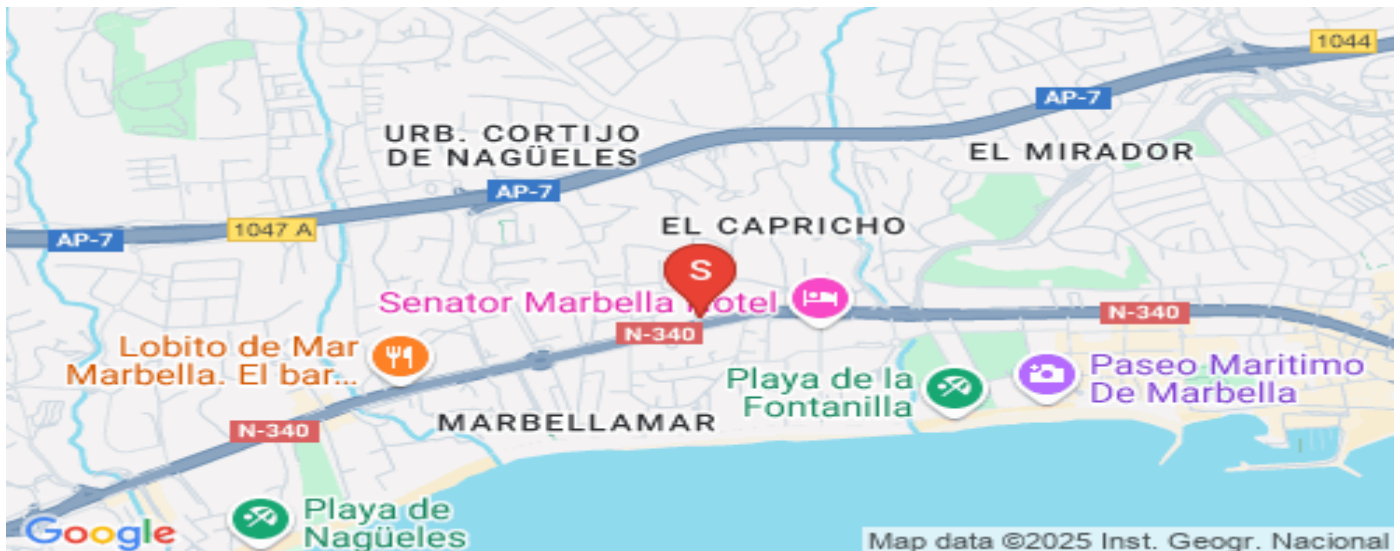 1044
AP-7
URB. CORTIJO
DE NAGÜELES
EL MIRADOR
AP-7
1047 A
AP-7
EL CAPRICHO
S
Senator Marbella Hotel
N-340
N-340
Lobito de Mar
Marbella. El bar...
Playa de la
Fontanilla
Paseo Maritimo
De Marbella
MARBELLAMAR
N-340
Playa de
Nagüeles
Google
Map data ©2025 Inst. Geogr. Nacional